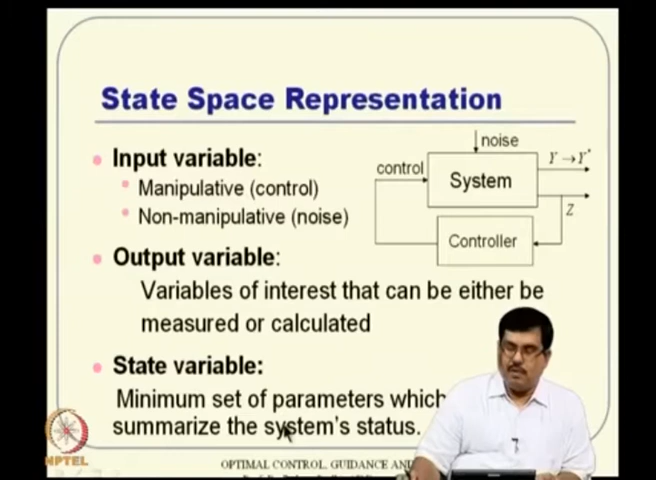 State Space Representation
Input variable:
Manipulative (control)
Non-manipulative (noise)
noise
control
System
Y → Y*
Z
Controller
Output variable:
Variables of interest that can be either be
measured or calculated
State variable:
Minimum set of parameters which
summarize the system's status.
NPTEL
OPTIMAL CONTROL, GUIDANCE AND